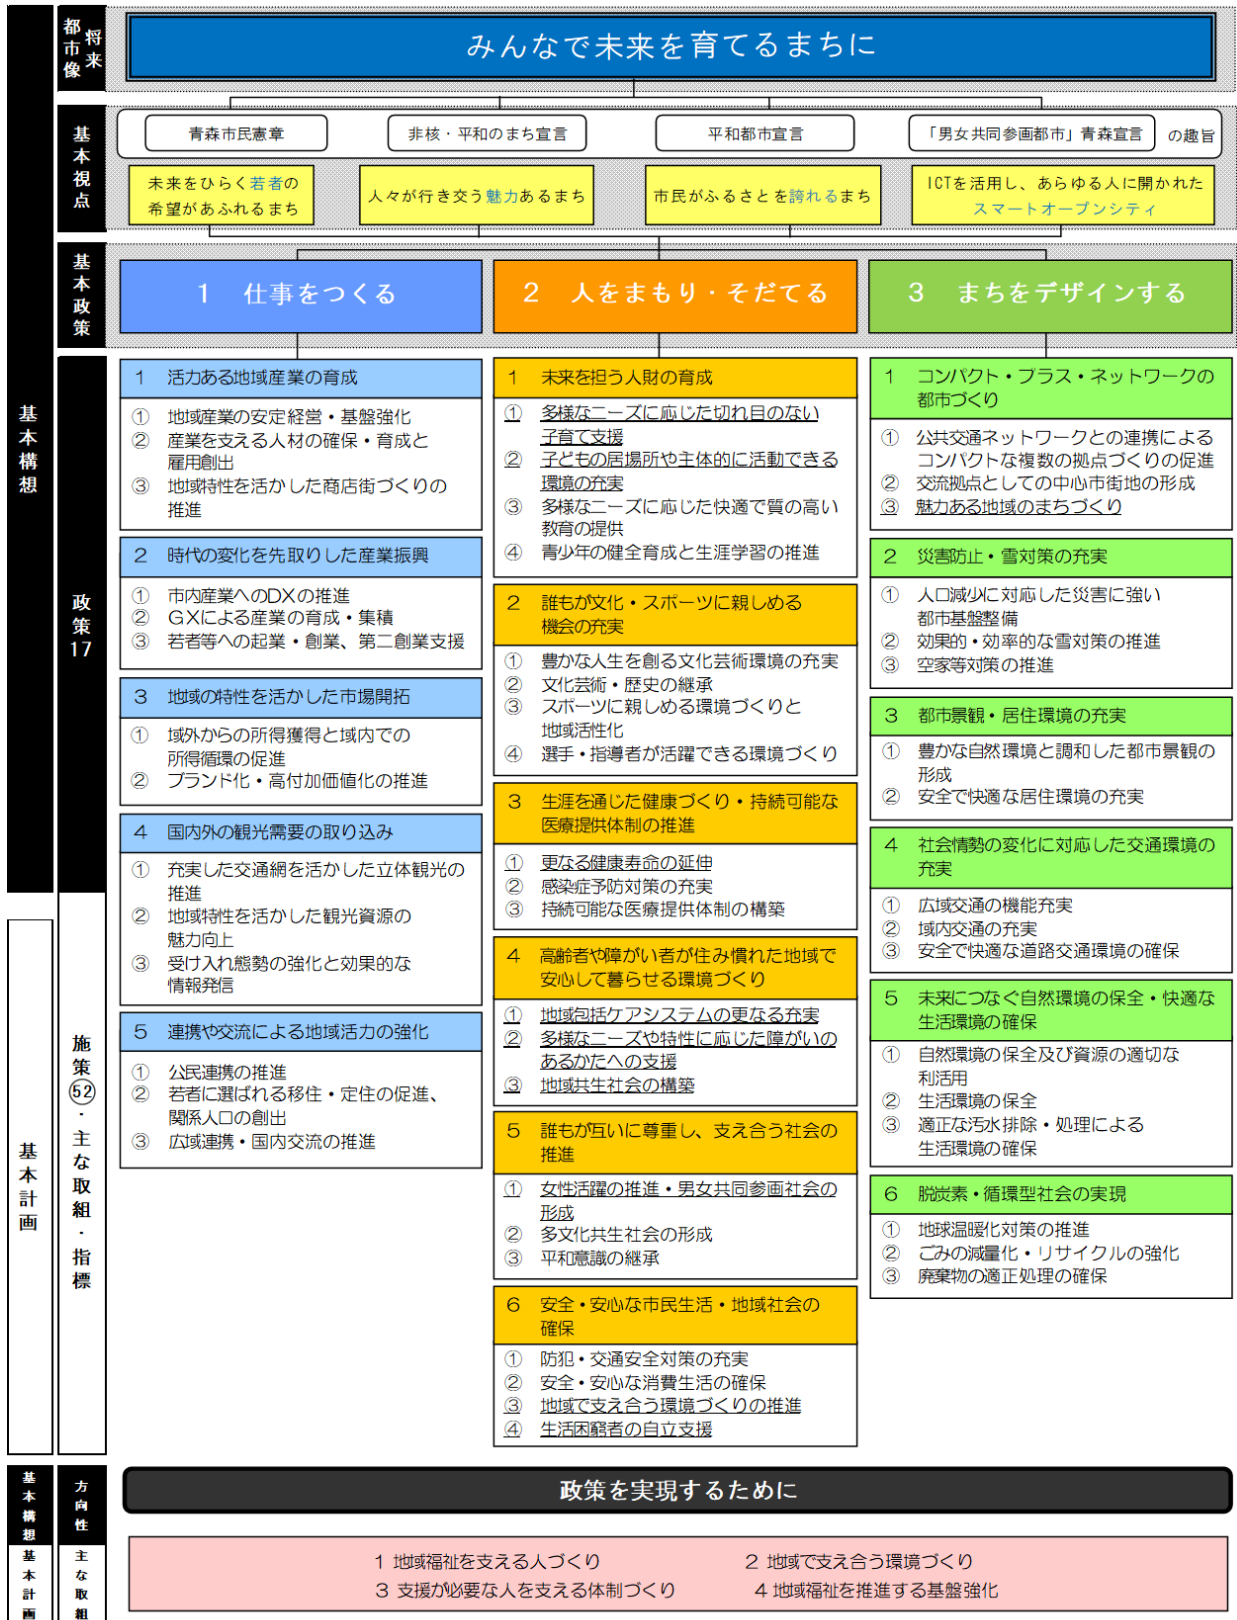 将来
都市像
みんなで未来を育てるまちに
基本視点
青森市民憲章
非核・平和のまち宣言
平和都市宣言
「男女共同参画都市」青森宣言
の趣旨
未来をひらく若者の
希望があふれるまち
人々が行き交う魅力あるまち
市民がふるさとを誇れるまち
ICTを活用し、あらゆる人に開かれた
スマートオープンシティ
基本政策
1 仕事をつくる
2 人をまもり・そだてる
3 まちをデザインする
基本構想
政策17
基本計画
施策52・主な取組・指標
1 活力ある地域産業の育成
① 地域産業の安定経営・基盤強化
② 産業を支える人材の確保・育成と
雇用創出
③ 地域特性を活かした商店街づくりの
推進
2 時代の変化を先取りした産業振興
① 市内産業へのDXの推進
② GXによる産業の育成・集積
③ 若者等への起業・創業、第二創業支援
3 地域の特性を活かした市場開拓
① 域外からの所得獲得と域内での
所得循環の促進
② ブランド化・高付加価値化の推進
4 国内外の観光需要の取り込み
① 充実した交通網を活かした立体観光の
推進
② 地域特性を活かした観光資源の
魅力向上
③ 受け入れ態勢の強化と効果的な
情報発信
5 連携や交流による地域活力の強化
① 公民連携の推進
② 若者に選ばれる移住・定住の促進、
関係人口の創出
③ 広域連携・国内交流の推進
1 未来を担う人財の育成
① 多様なニーズに応じた切れ目のない
子育て支援
② 子どもの居場所や主体的に活動できる
環境の充実
③ 多様なニーズに応じた快適で質の高い
教育の提供
④ 青少年の健全育成と生涯学習の推進
2 誰もが文化・スポーツに親しめる
機会の充実
① 豊かな人生を創る文化芸術環境の充実
② 文化芸術・歴史の継承
③ スポーツに親しめる環境づくりと
地域活性化
④ 選手・指導者が活躍できる環境づくり
3 生涯を通じた健康づくり・持続可能な
医療提供体制の推進
① 更なる健康寿命の延伸
② 感染症予防対策の充実
③ 持続可能な医療提供体制の構築
4 高齢者や障がい者が住み慣れた地域で
安心して暮らせる環境づくり
① 地域包括ケアシステムの更なる充実
② 多様なニーズや特性に応じた障がいの
あるかたへの支援
③ 地域共生社会の構築
5 誰もが互いに尊重し、支え合う社会の
推進
① 女性活躍の推進・男女共同参画社会の
形成
② 多文化共生社会の形成
③ 平和意識の継承
6 安全・安心な市民生活・地域社会の
確保
① 防犯・交通安全対策の充実
② 安全・安心な消費生活の確保
③ 地域で支え合う環境づくりの推進
④ 生活困窮者の自立支援
1 コンパクト・プラス・ネットワークの
都市づくり
① 公共交通ネットワークとの連携による
コンパクトな複数の拠点づくりの促進
② 交流拠点としての中心市街地の形成
③ 魅力ある地域のまちづくり
2 災害防止・雪対策の充実
① 人口減少に対応した災害に強い
都市基盤整備
② 効果的・効率的な雪対策の推進
③ 空家等対策の推進
3 都市景観・居住環境の充実
① 豊かな自然環境と調和した都市景観の
形成
② 安全で快適な居住環境の充実
4 社会情勢の変化に対応した交通環境の
充実
① 広域交通の機能充実
② 域内交通の充実
③ 安全で快適な道路交通環境の確保
5 未来につなぐ自然環境の保全・快適な
生活環境の確保
① 自然環境の保全及び資源の適切な
利活用
② 生活環境の保全
③ 適正な汚水排除・処理による
生活環境の確保
6 脱炭素・循環型社会の実現
① 地球温暖化対策の推進
② ごみの減量化・リサイクルの強化
③ 廃棄物の適正処理の確保
基本構想
方向性
政策を実現するために
基本計画
主な取組
1 地域福祉を支える人づくり
2 地域で支え合う環境づくり
3 支援が必要な人を支える体制づくり
4 地域福祉を推進する基盤強化